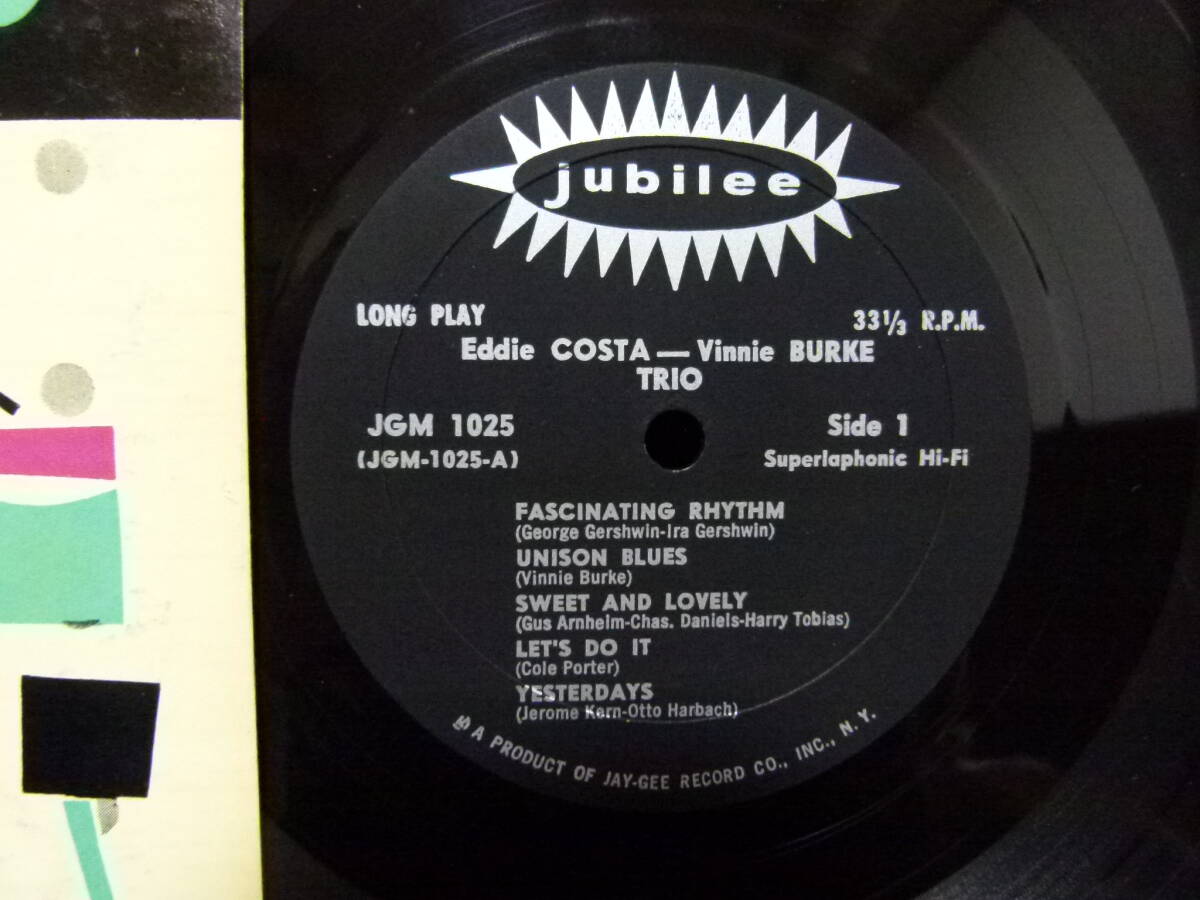 jubilee
LONG PLAY
33 1/3 R.P.M.
Eddie COSTA — Vinnie BURKE
TRIO
JGM 1025
Side 1
(JGM-1025-A)
Superlaphonic Hi-Fi
FASCINATING RHYTHM
(George Gershwin-Ira Gershwin)
UNISON BLUES
(Vinnie Burke)
SWEET AND LOVELY
(Gus Arnheim-Chas. Daniels-Harry Tobias)
LET'S DO IT
(Cole Porter)
YESTERDAYS
(Jerome Kern-Otto Harbach)
A PRODUCT OF JAY-GEE RECORD CO., INC., N. Y.